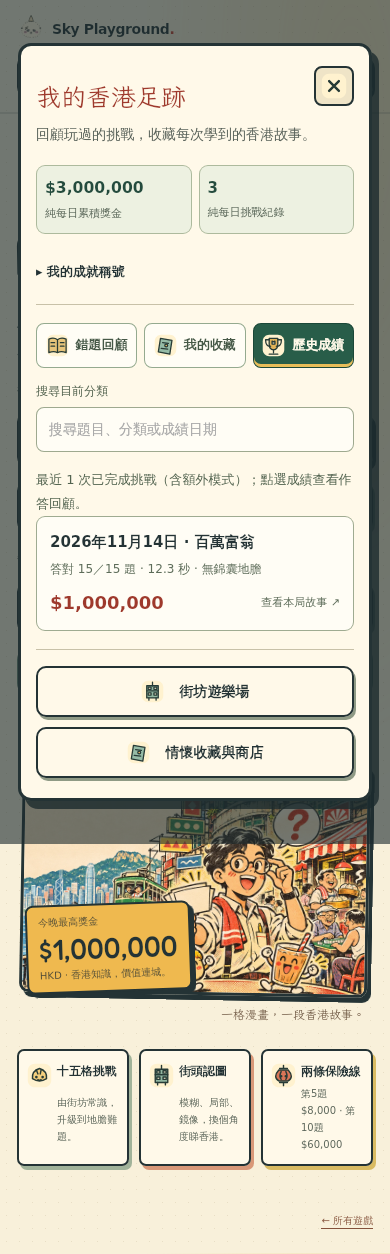 Sky Playground.
我的香港足跡
回顧玩過的挑戰，收藏每次學到的香港故事。
$3,000,000
純每日累積獎金
3
純每日挑戰紀錄
▸ 我的成就稱號
錯題回顧
我的收藏
歷史成績
搜尋目前分類
搜尋題目、分類或成績日期
最近 1 次已完成挑戰（含額外模式）；點選成績查看作
答回顧。
2026年11月14日 · 百萬富翁
答對 15／15 題 · 12.3 秒 · 無錦囊地膽
$1,000,000
查看本局故事 ↗
街坊遊樂場
情懷收藏與商店
?
今晚最高獎金
$1,000,000
HKD · 香港知識，價值連城。
一格漫畫，一段香港故事。
十五格挑戰
由街坊常識，
升級到地膽難
題。
街頭認圖
模糊、局部、
鏡像，換個角
度睇香港。
兩條保險線
第5題
$8,000 · 第
10題
$60,000
← 所有遊戲